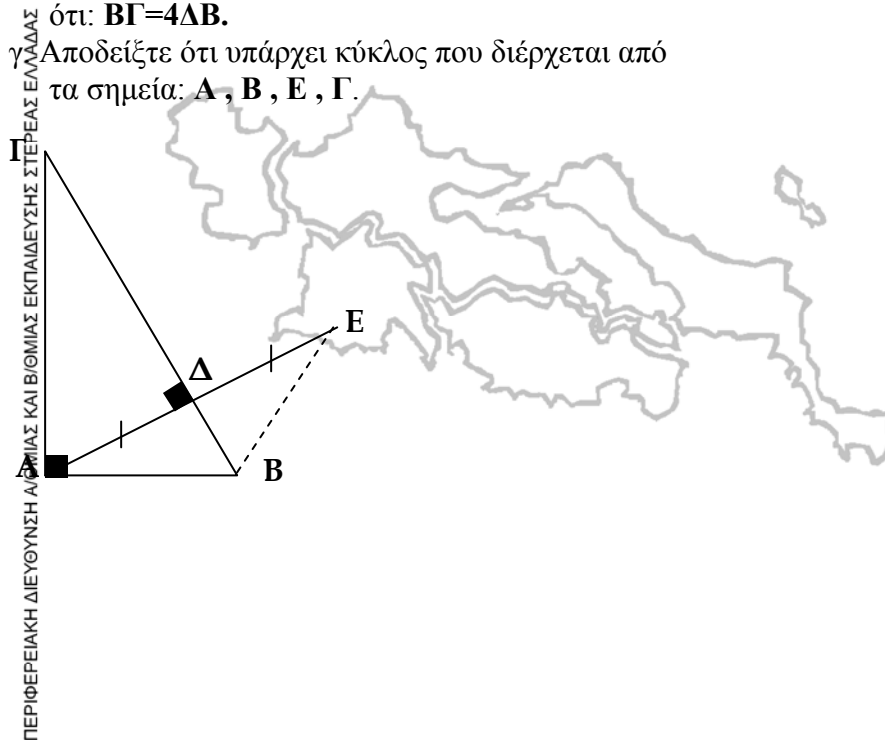 ότι: ΒΓ=4ΔΒ.
γ. Αποδείξτε ότι υπάρχει κύκλος που διέρχεται από
τα σημεία: Α , Β , Ε , Γ.
Γ
Ε
Δ
Α
Β
ΠΕΡΙΦΕΡΕΙΑΚΗ ΔΙΕΥΘΥΝΣΗ Α/ΘΜΙΑΣ ΚΑΙ Β/ΘΜΙΑΣ ΕΚΠΑΙΔΕΥΣΗΣ ΣΤΕΡΕΑΣ ΕΛΛΑΔΑΣ